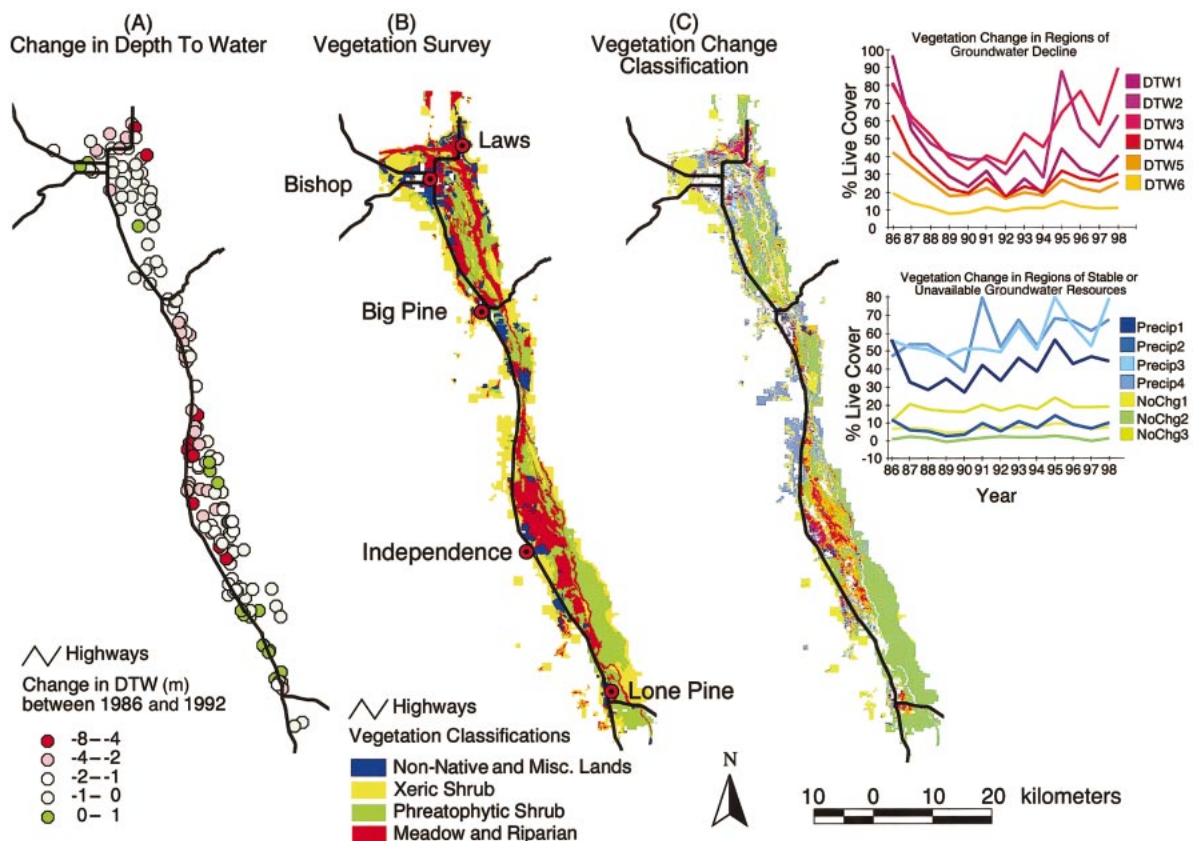 (A)
Change in Depth To Water
Highways
Change in DTW (m)
between 1986 and 1992
-8--4
-4--2
-2--1
-1- 0
0- 1
(B)
Vegetation Survey
Laws
Bishop
Big Pine
Independence
Lone Pine
Highways
Vegetation Classifications
Non-Native and Misc. Lands
Xeric Shrub
Phreatophytic Shrub
Meadow and Riparian
(C)
Vegetation Change
Classification
N
10 0 10 20 kilometers
Vegetation Change in Regions of
Groundwater Decline
% Live Cover
100
90
80
70
60
50
40
30
20
10
0
86 87 88 89 90 91 92 93 94 95 96 97 98
DTW1
DTW2
DTW3
DTW4
DTW5
DTW6
Vegetation Change in Regions of Stable or
Unavailable Groundwater Resources
% Live Cover
80
70
60
50
40
30
20
10
0
-10
86 87 88 89 90 91 92 93 94 95 96 97 98
Year
Precip1
Precip2
Precip3
Precip4
NoChg1
NoChg2
NoChg3